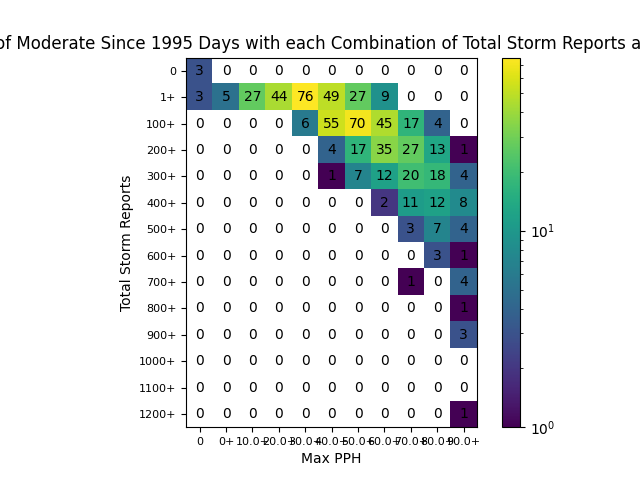 of Moderate Since 1995 Days with each Combination of Total Storm Reports a
0 3 0 0 0 0 0 0 0 0 0 0
1+ 3 5 27 44 76 49 27 9 0 0 0
100+ 0 0 0 0 6 55 70 45 17 4 0
200+ 0 0 0 0 0 4 17 35 27 13 1
300+ 0 0 0 0 0 1 7 12 20 18 4
400+ 0 0 0 0 0 0 0 2 11 12 8
500+ 0 0 0 0 0 0 0 0 3 7 4
600+ 0 0 0 0 0 0 0 0 0 3 1
700+ 0 0 0 0 0 0 0 0 1 0 4
800+ 0 0 0 0 0 0 0 0 0 0 1
900+ 0 0 0 0 0 0 0 0 0 0 3
1000+ 0 0 0 0 0 0 0 0 0 0 0
1100+ 0 0 0 0 0 0 0 0 0 0 0
1200+ 0 0 0 0 0 0 0 0 0 0 1
0 0+ 10.0+ 20.0+ 30.0+ 40.0+ 50.0+ 60.0+ 70.0+ 80.0+ 90.0+
Max PPH
Total Storm Reports
10¹
10⁰